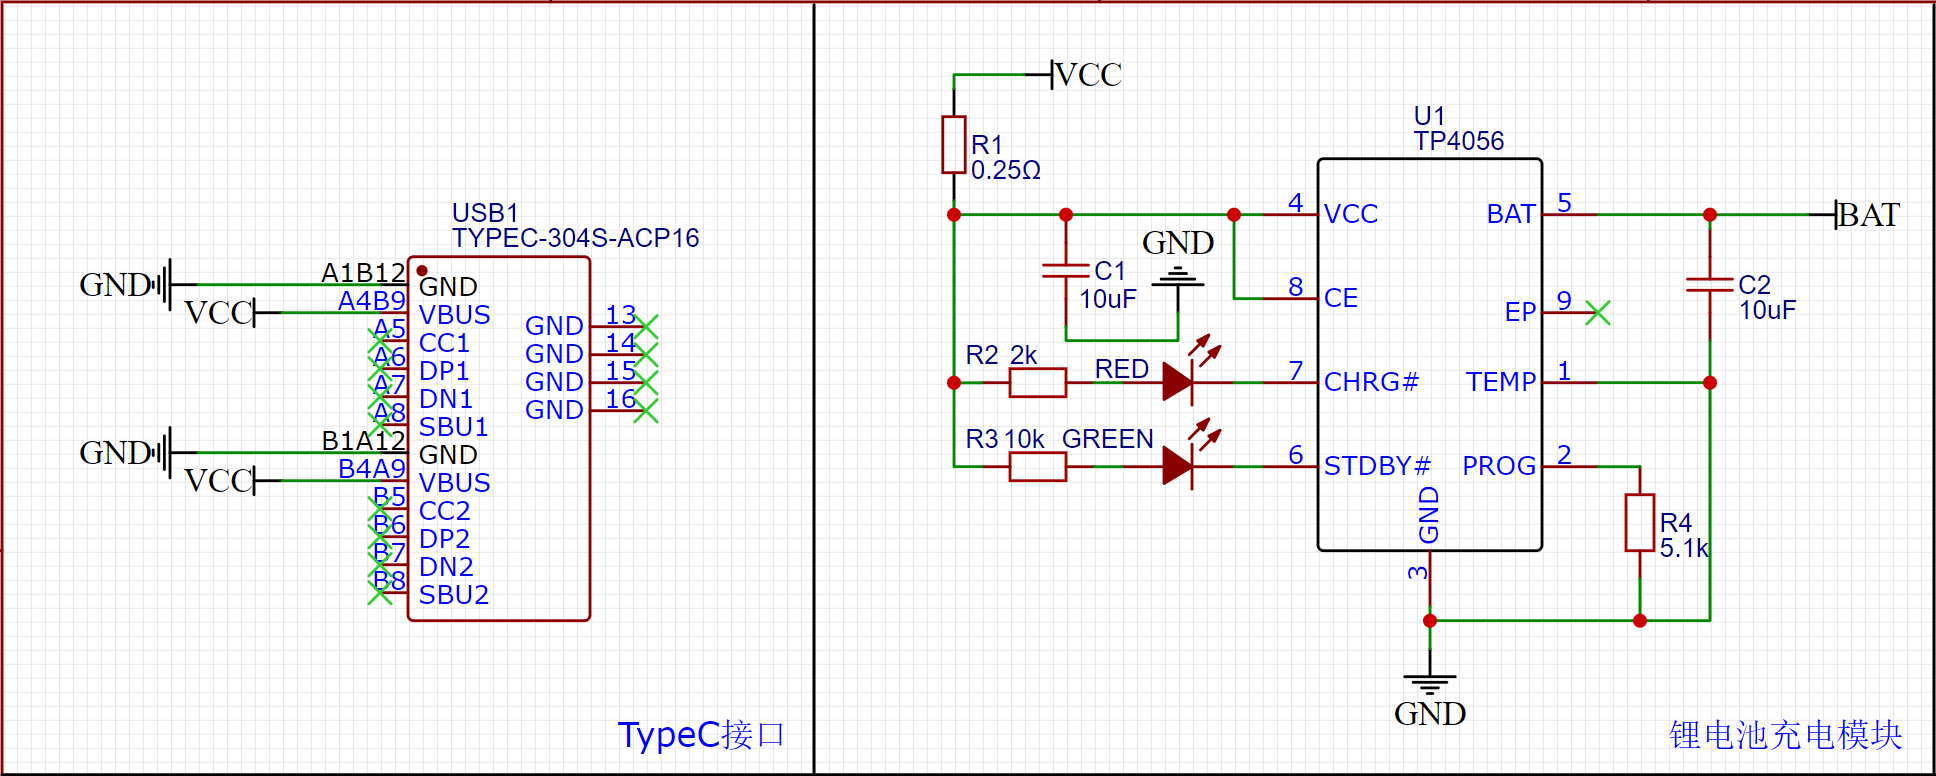 USB1
TYPEC-304S-ACP16
GND A1B12 GND
VCC A4B9 VBUS
A5 CC1
A6 DP1
A7 DN1
A8 SBU1
GND B1A12 GND
VCC B4A9 VBUS
B5 CC2
B6 DP2
B7 DN2
B8 SBU2
GND 13
GND 14
GND 15
GND 16
TypeC接口
VCC
R1
0.25Ω
C1
10uF
GND
R2 2k RED
R3 10k GREEN
U1
TP4056
4 VCC
8 CE
7 CHRG#
6 STDBY#
BAT 5
EP 9
TEMP 1
PROG 2
GND
3
BAT
C2
10uF
R4
5.1k
GND
锂电池充电模块